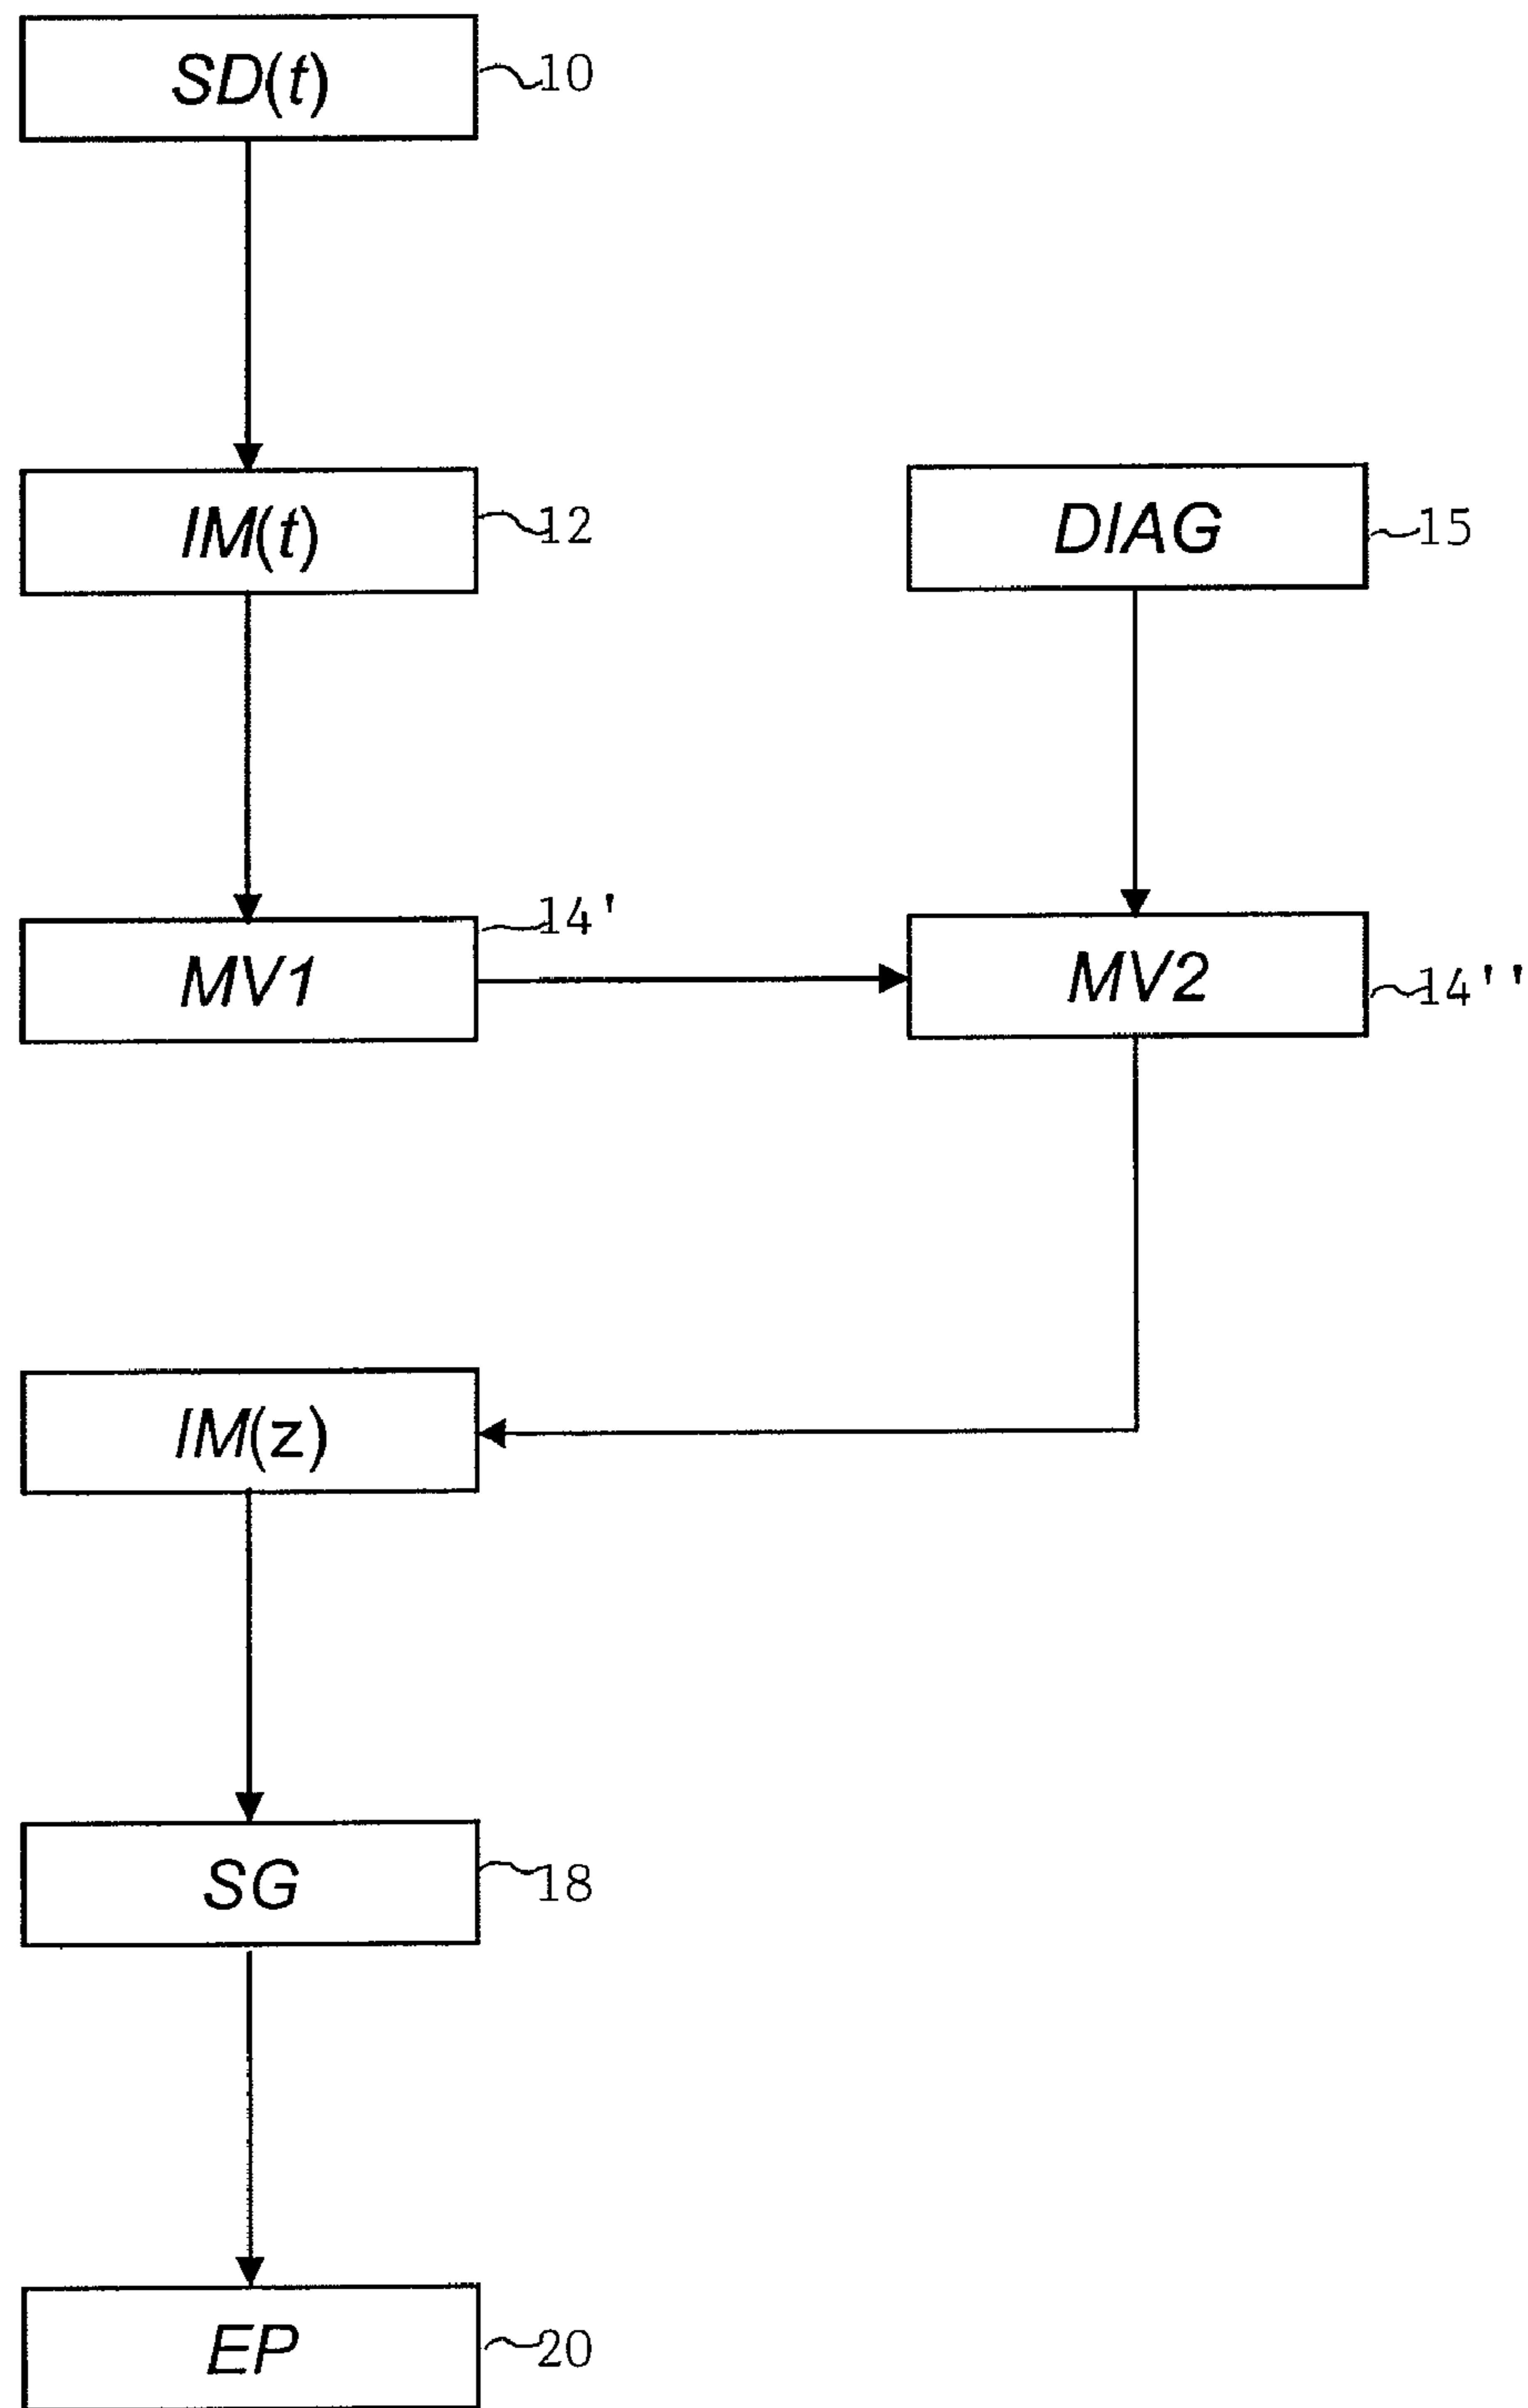 SD(t) 10
IM(t) 12
DIAG 15
MV1 14'
MV2 14''
IM(z)
SG 18
EP 20